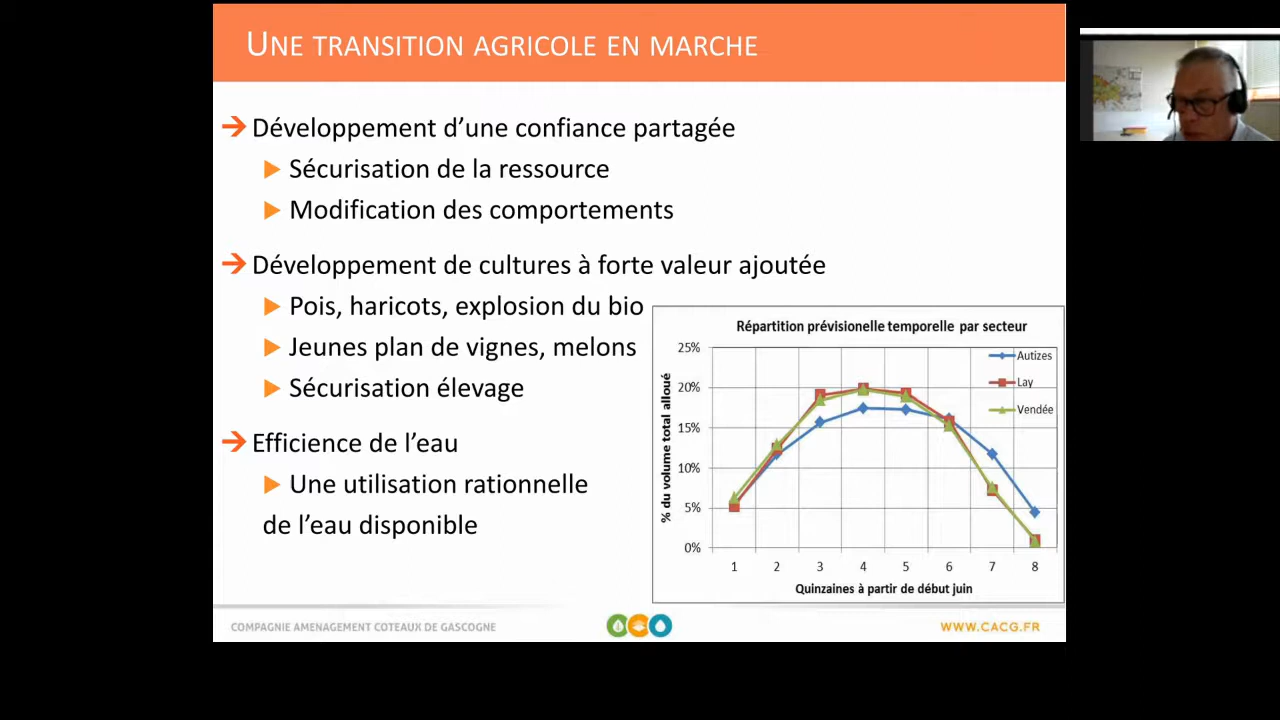 UNE TRANSITION AGRICOLE EN MARCHE
Développement d’une confiance partagée
Sécurisation de la ressource
Modification des comportements
Développement de cultures à forte valeur ajoutée
Pois, haricots, explosion du bio
Jeunes plan de vignes, melons
Sécurisation élevage
Efficience de l’eau
Une utilisation rationnelle
de l’eau disponible
Répartition prévisionelle temporelle par secteur
% du volume total alloué
25%
20%
15%
10%
5%
0%
Autizes
Lay
Vendée
1 2 3 4 5 6 7 8
Quinzaines à partir de début juin
COMPAGNIE AMENAGEMENT COTEAUX DE GASCOGNE
WWW.CACG.FR